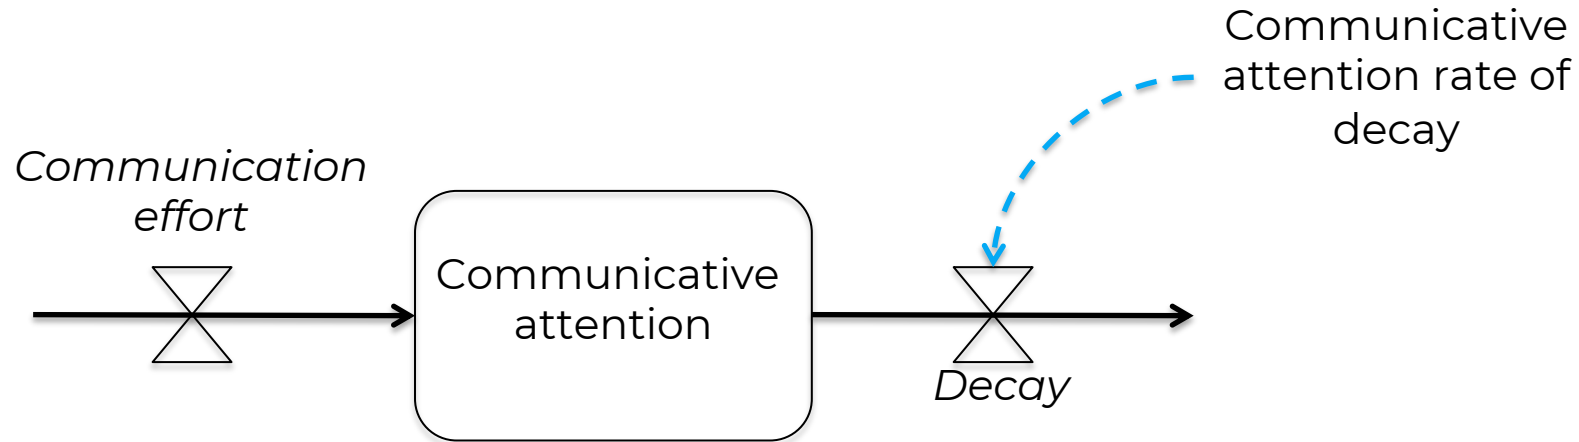 Communication
effort
Communicative
attention
Decay
Communicative
attention rate of
decay